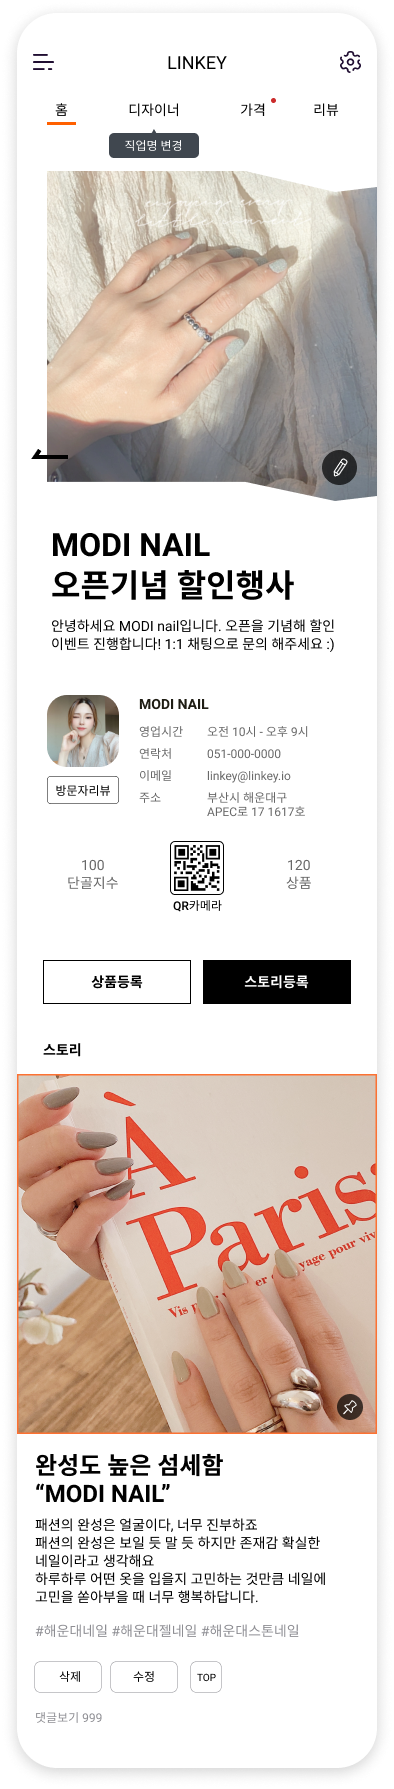 LINKEY
홈 디자이너 가격 리뷰
직업명 변경
MODI NAIL
오픈기념 할인행사
안녕하세요 MODI nail입니다. 오픈을 기념해 할인
이벤트 진행합니다! 1:1 채팅으로 문의 해주세요 :)
MODI NAIL
영업시간 오전 10시 - 오후 9시
연락처 051-000-0000
이메일 linkey@linkey.io
주소 부산시 해운대구
APEC로 17 1617호
방문자리뷰
100
단골지수
QR카메라
120
상품
상품등록 스토리등록
스토리
À
Paris
Vis
er
yage pour viv
완성도 높은 섬세함
“MODI NAIL”
패션의 완성은 얼굴이다, 너무 진부하죠
패션의 완성은 보일 듯 말 듯 하지만 존재감 확실한
네일이라고 생각해요
하루하루 어떤 옷을 입을지 고민하는 것만큼 네일에
고민을 쏟아부을 때 너무 행복하답니다.
#해운대네일 #해운대젤네일 #해운대스톤네일
삭제 수정 TOP
댓글보기 999